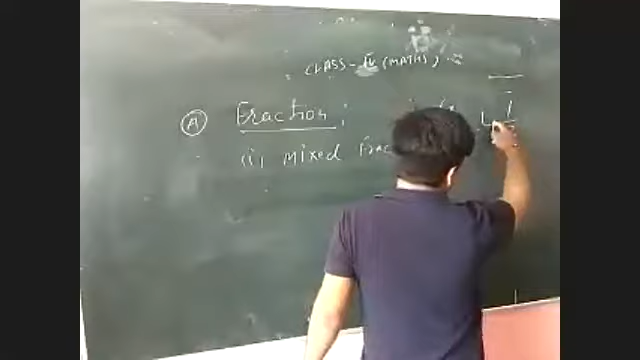 CLASS - IV (MATHS)
(A) Fraction :
(i) Mixed Frac